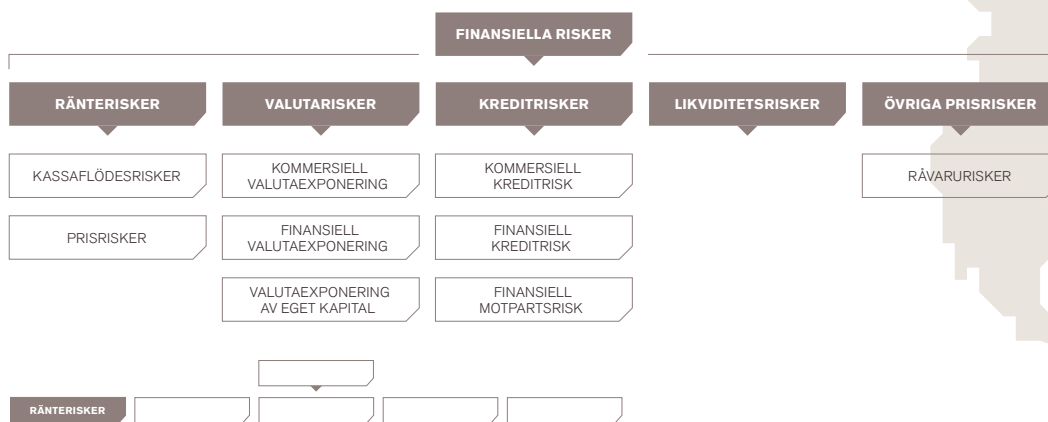 FINANSIELLA RISKER
RÄNTERISKER
VALUTARISKER
KREDITRISKER
LIKVIDITETSRISKER
ÖVRIGA PRISRISKER
KASSAFLÖDESRISKER
KOMMERSIELL
VALUTAEXPONERING
KOMMERSIELL
KREDITRISK
RÅVARURISKER
PRISRISKER
FINANSIELL
VALUTAEXPONERING
FINANSIELL
KREDITRISK
VALUTAEXPONERING
AV EGET KAPITAL
FINANSIELL
MOTPARTSRISK
RÄNTERISKER